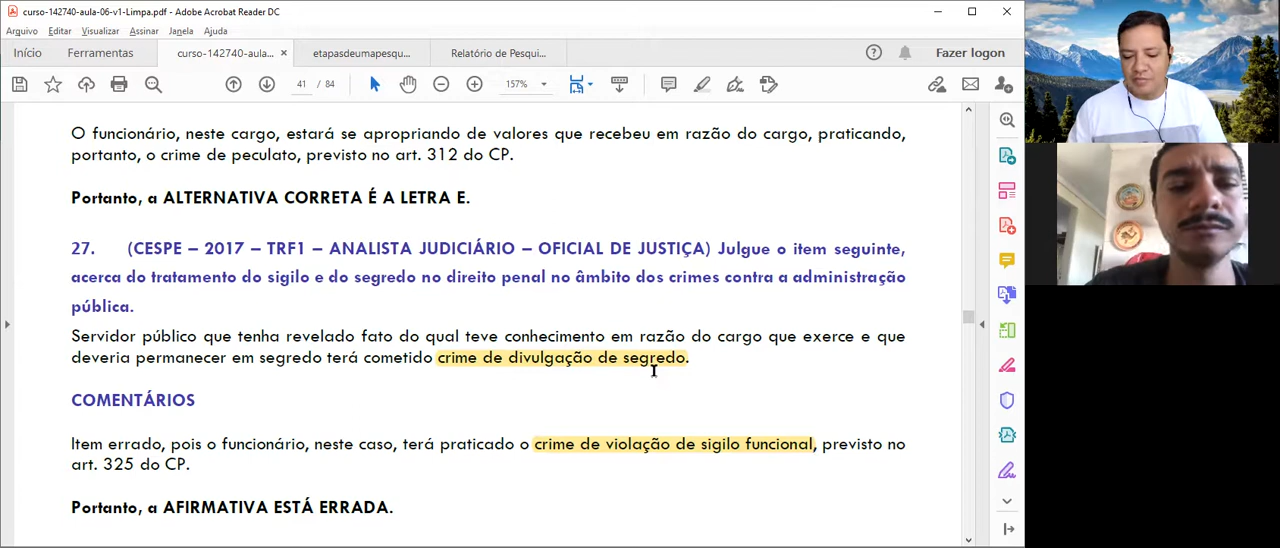 curso-142740-aula-06-v1-Limpa.pdf - Adobe Acrobat Reader DC
Arquivo Editar Visualizar Assinar Janela Ajuda
Início Ferramentas curso-142740-aula... × etapasdeumapesqu... Relatório de Pesqui... Fazer logon
41 / 84 157%
O funcionário, neste cargo, estará se apropriando de valores que recebeu em razão do cargo, praticando,
portanto, o crime de peculato, previsto no art. 312 do CP.
Portanto, a ALTERNATIVA CORRETA É A LETRA E.
27. (CESPE – 2017 – TRF1 – ANALISTA JUDICIÁRIO – OFICIAL DE JUSTIÇA) Julgue o item seguinte,
acerca do tratamento do sigilo e do segredo no direito penal no âmbito dos crimes contra a administração
pública.
Servidor público que tenha revelado fato do qual teve conhecimento em razão do cargo que exerce e que
deveria permanecer em segredo terá cometido crime de divulgação de segredo.
COMENTÁRIOS
Item errado, pois o funcionário, neste caso, terá praticado o crime de violação de sigilo funcional, previsto no
art. 325 do CP.
Portanto, a AFIRMATIVA ESTÁ ERRADA.